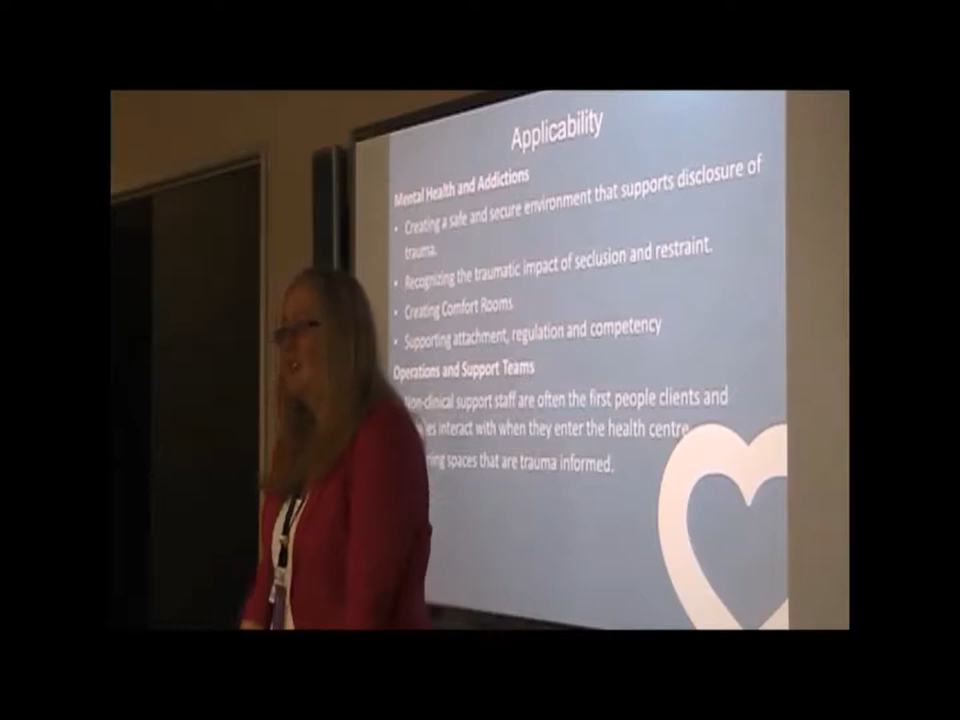 Applicability
Mental Health and Addictions
• Creating a safe and secure environment that supports disclosure of
trauma.
• Recognizing the traumatic impact of seclusion and restraint.
• Creating Comfort Rooms
• Supporting attachment, regulation and competency
Operations and Support Teams
Non-clinical support staff are often the first people clients and
interact with when they enter the health centre
spaces that are trauma informed.